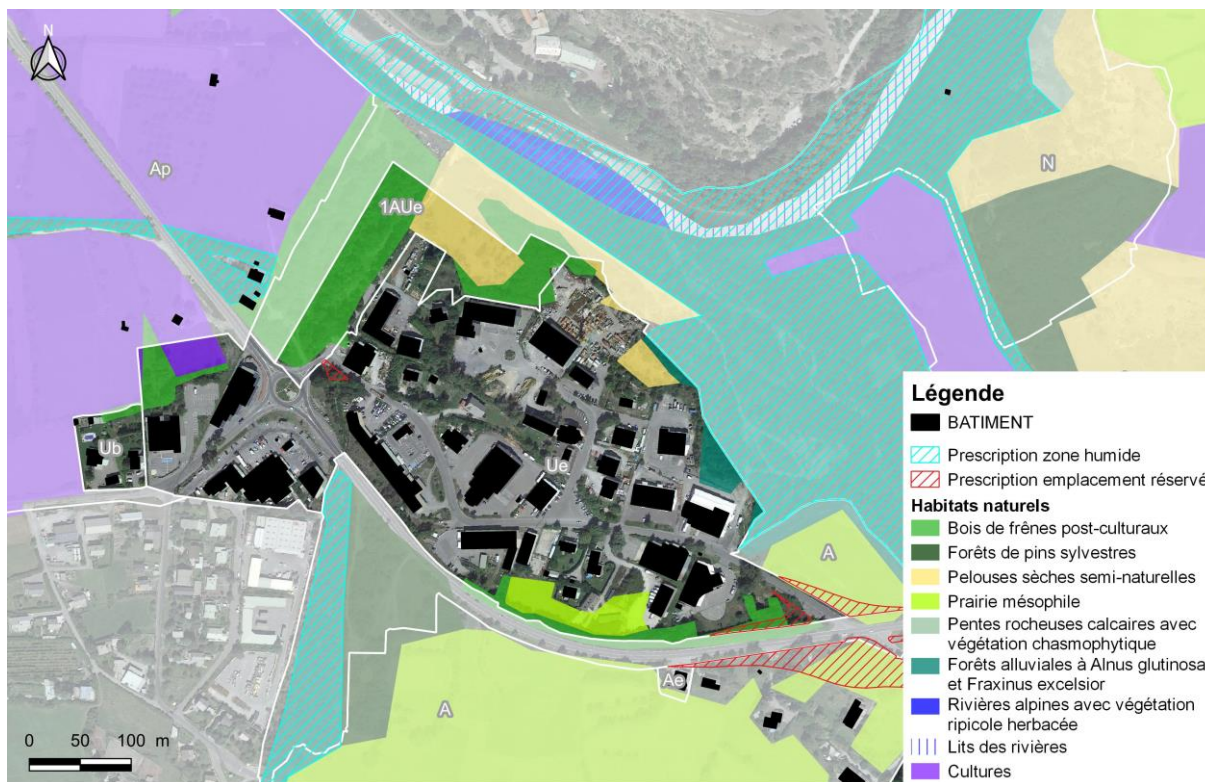 N
Ap
1AUe
N
Ub
Ue
A
Ae
A
0 50 100 m
Légende
BATIMENT
Prescription zone humide
Prescription emplacement réservé
Habitats naturels
Bois de frênes post-culturaux
Forêts de pins sylvestres
Pelouses sèches semi-naturelles
Prairie mésophile
Pentes rocheuses calcaires avec
végétation chasmophytique
Forêts alluviales à Alnus glutinosa
et Fraxinus excelsior
Rivières alpines avec végétation
ripicole herbacée
Lits des rivières
Cultures